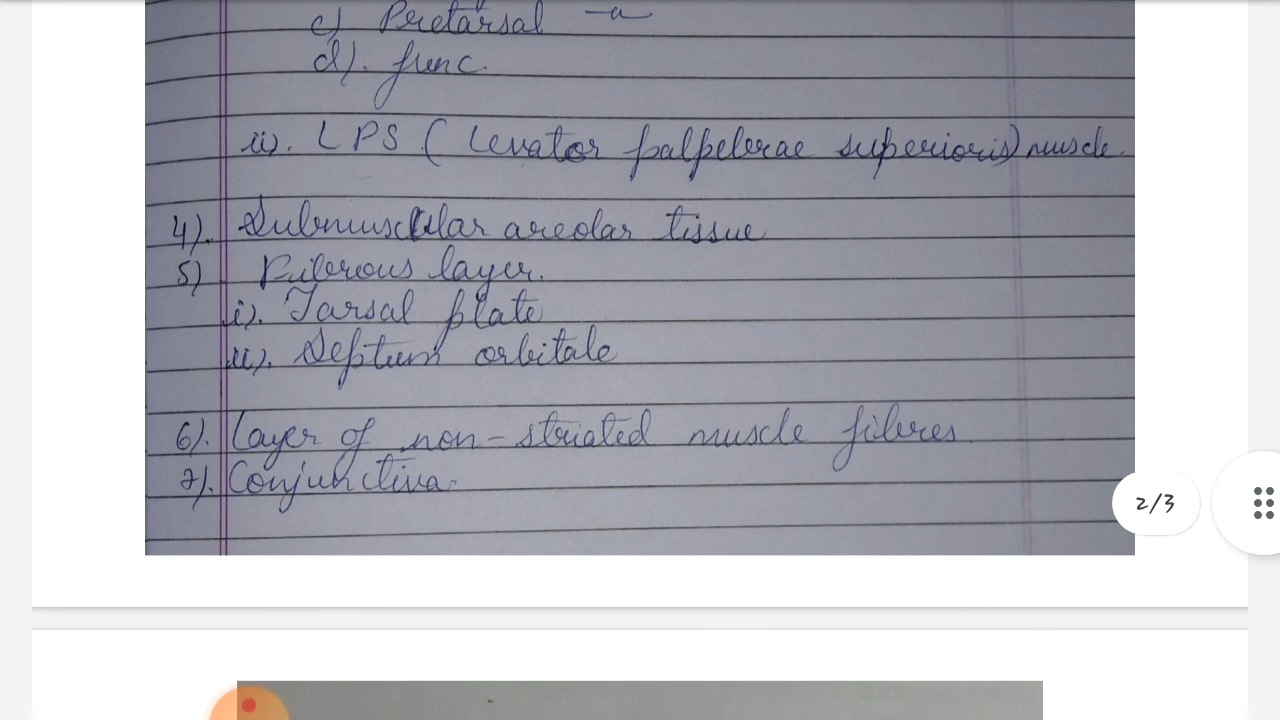 c) Pretarsal —a—
d). func.
ii). LPS (Levator palpebrae superioris) muscle.
4). Submuscular areolar tissue
5) Fibrous layer.
i). Tarsal plate
ii). Septum orbitale
6). Layer of non-striated muscle fibres.
7). Conjunctiva.
2/3